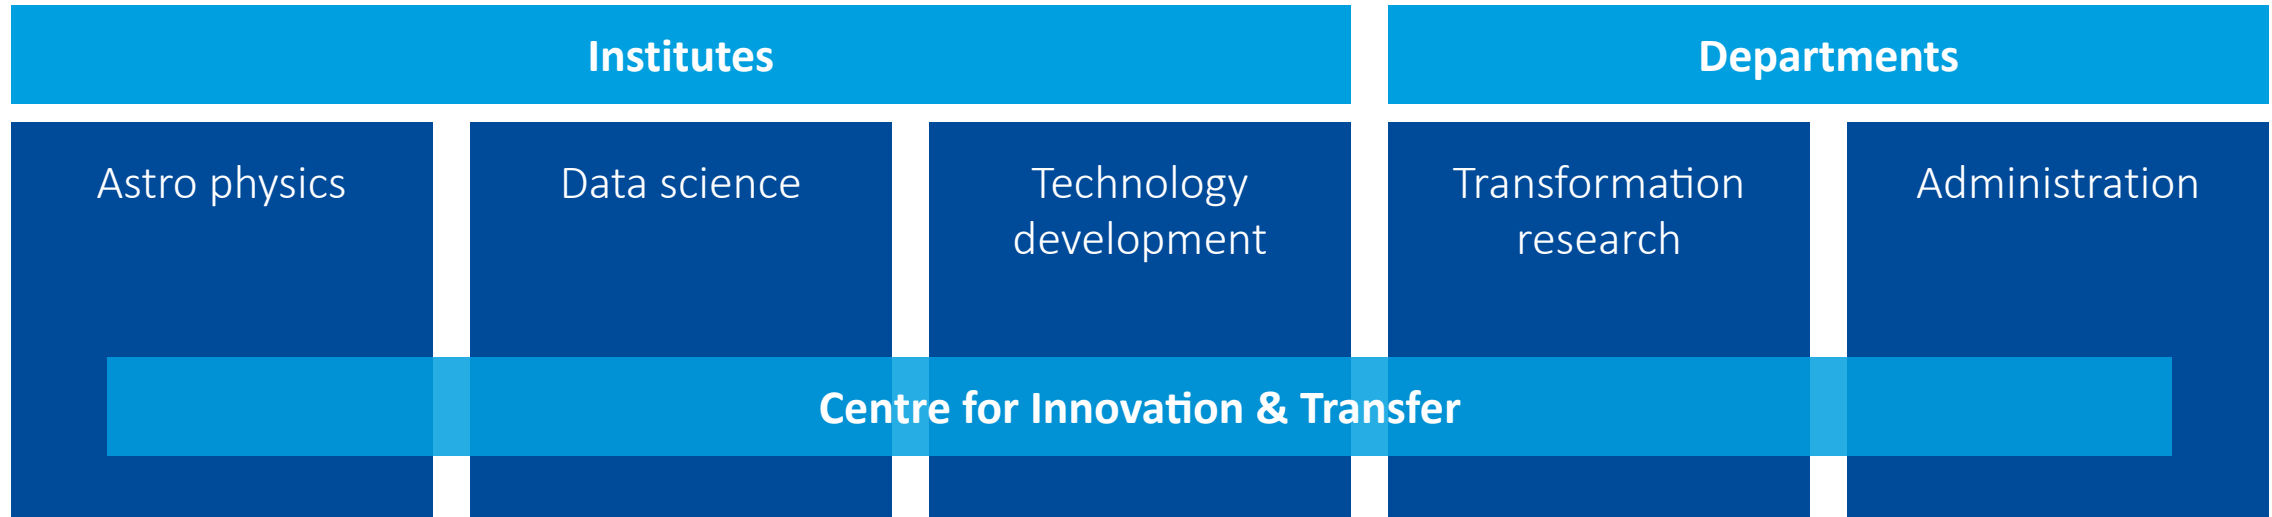 Institutes
Departments
Astro physics
Data science
Technology
development
Transformation
research
Administration
Centre for Innovation & Transfer